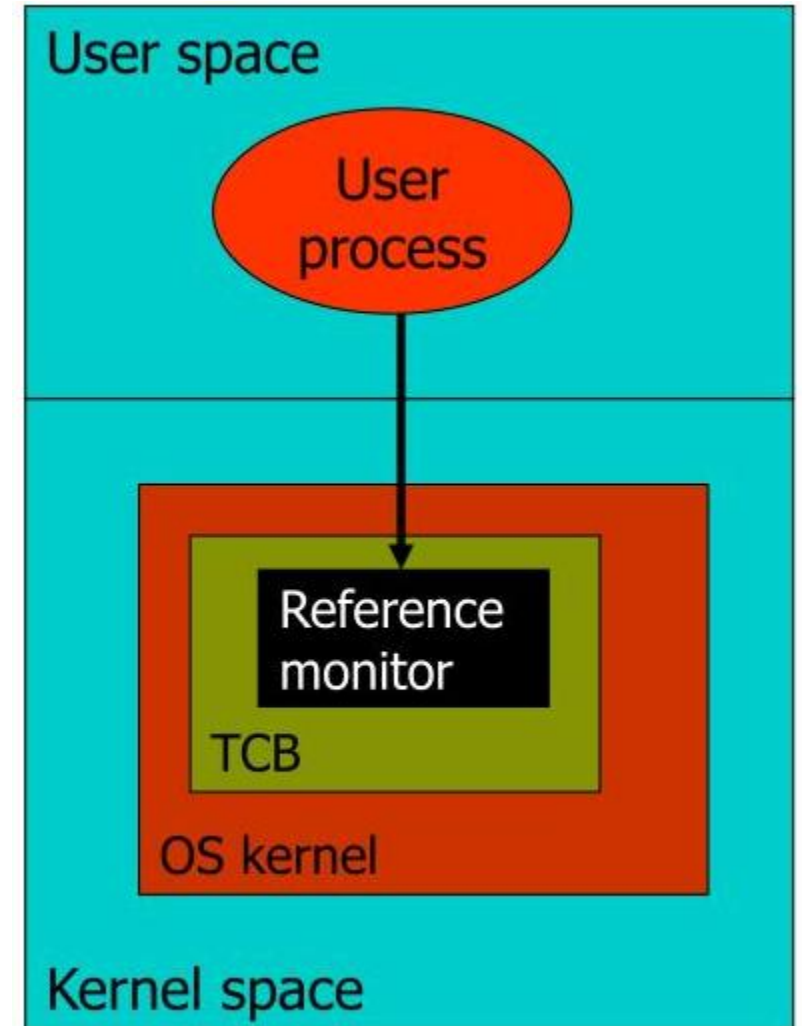 User space
User
process
Reference
monitor
TCB
OS kernel
Kernel space